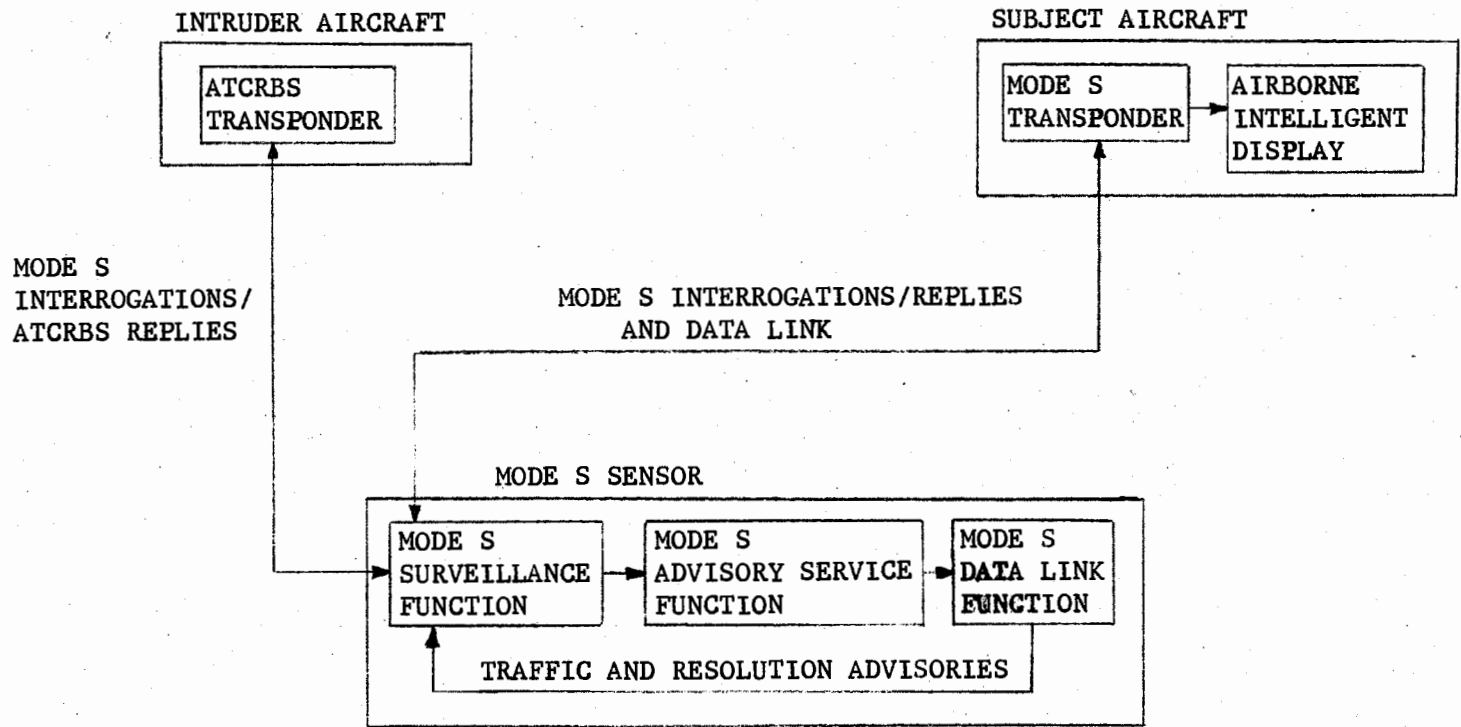 INTRUDER AIRCRAFT
ATCRBS
TRANSPONDER
SUBJECT AIRCRAFT
MODE S
TRANSPONDER
AIRBORNE
INTELLIGENT
DISPLAY
MODE S
INTERROGATIONS/
ATCRBS REPLIES
MODE S INTERROGATIONS/REPLIES
AND DATA LINK
MODE S SENSOR
MODE S
SURVEILLANCE
FUNCTION
MODE S
ADVISORY SERVICE
FUNCTION
MODE S
DATA LINK
FUNCTION
TRAFFIC AND RESOLUTION ADVISORIES